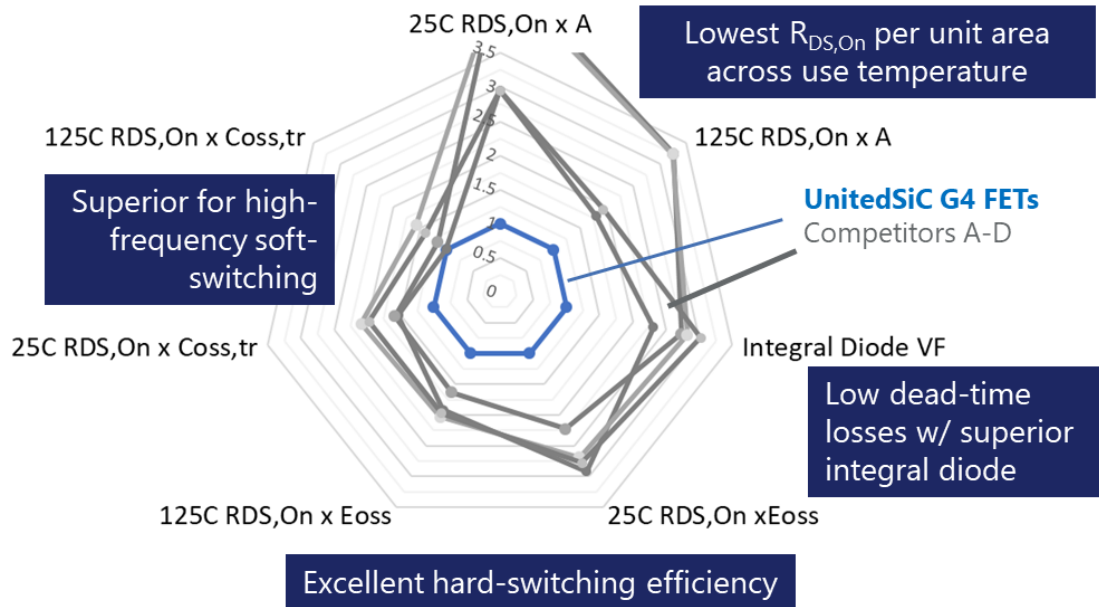 25C RDS,On x A
Lowest RDS,On per unit area
across use temperature
3.5
3
2.5
2
1.5
1
0.5
0
125C RDS,On x Coss,tr
125C RDS,On x A
Superior for high-
frequency soft-
switching
UnitedSiC G4 FETs
Competitors A-D
25C RDS,On x Coss,tr
Integral Diode VF
Low dead-time
losses w/ superior
integral diode
125C RDS,On x Eoss
25C RDS,On xEoss
Excellent hard-switching efficiency